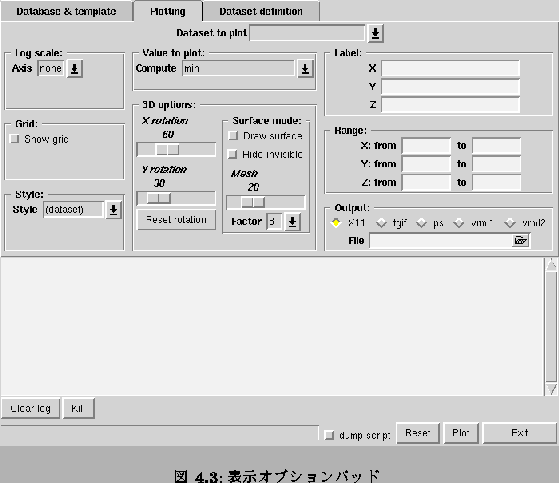 Database & template Plotting Dataset definition
Dataset to plot
Log scale:
Axis none
Grid:
Show grid
Style:
Style (dataset)
Value to plot:
Compute min
3D options:
X rotation
60
Y rotation
30
Reset rotation
Surface mode:
Draw surface
Hide invisible
Mesh
20
Factor 3
Label:
X
Y
Z
Range:
X: from to
Y: from to
Z: from to
Output:
X11 tgif ps vrml1 vrml2
File
Clear log Kill
dump script Reset Plot Exit
図 4.3: 表示オプションパッド